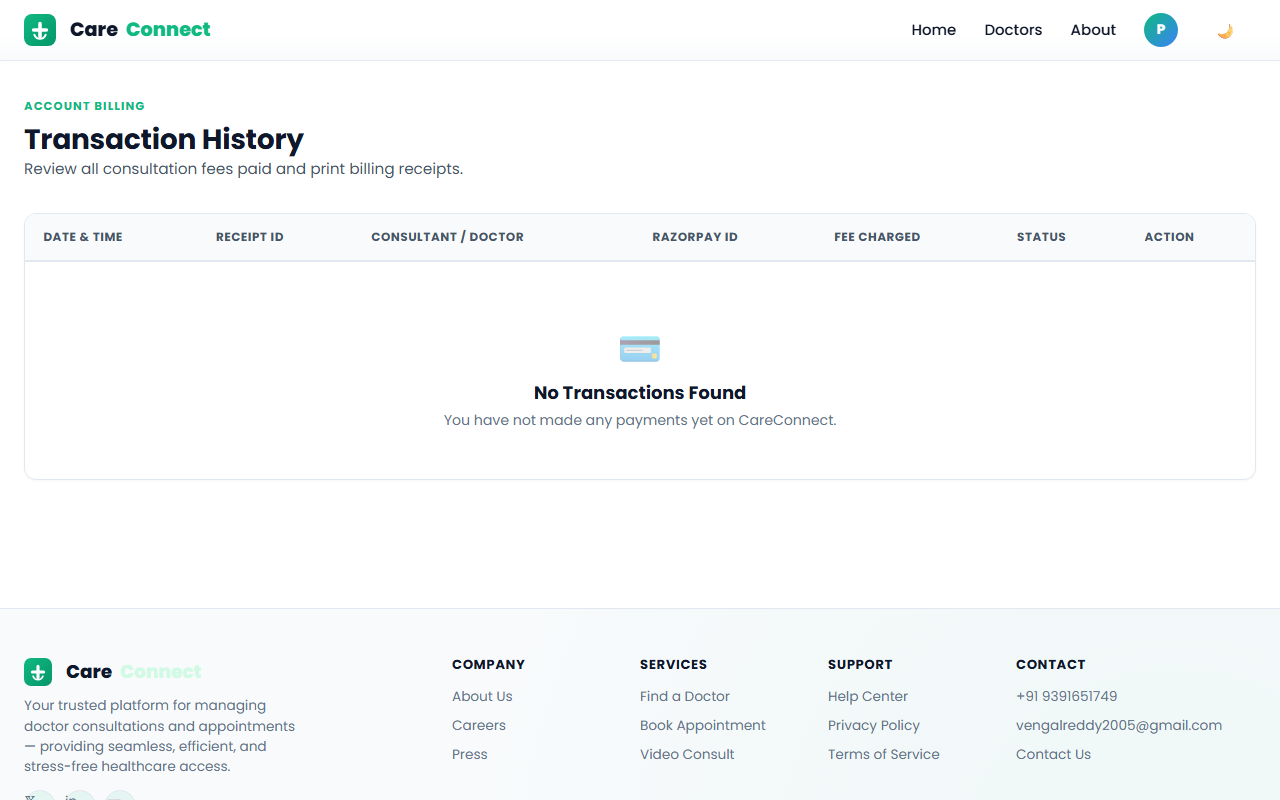 Care Connect
Home Doctors About P
ACCOUNT BILLING
Transaction History
Review all consultation fees paid and print billing receipts.
DATE & TIME RECEIPT ID CONSULTANT / DOCTOR RAZORPAY ID FEE CHARGED STATUS ACTION
No Transactions Found
You have not made any payments yet on CareConnect.
Care Connect
Your trusted platform for managing
doctor consultations and appointments
— providing seamless, efficient, and
stress-free healthcare access.
COMPANY
About Us
Careers
Press
SERVICES
Find a Doctor
Book Appointment
Video Consult
SUPPORT
Help Center
Privacy Policy
Terms of Service
CONTACT
+91 9391651749
vengalreddy2005@gmail.com
Contact Us